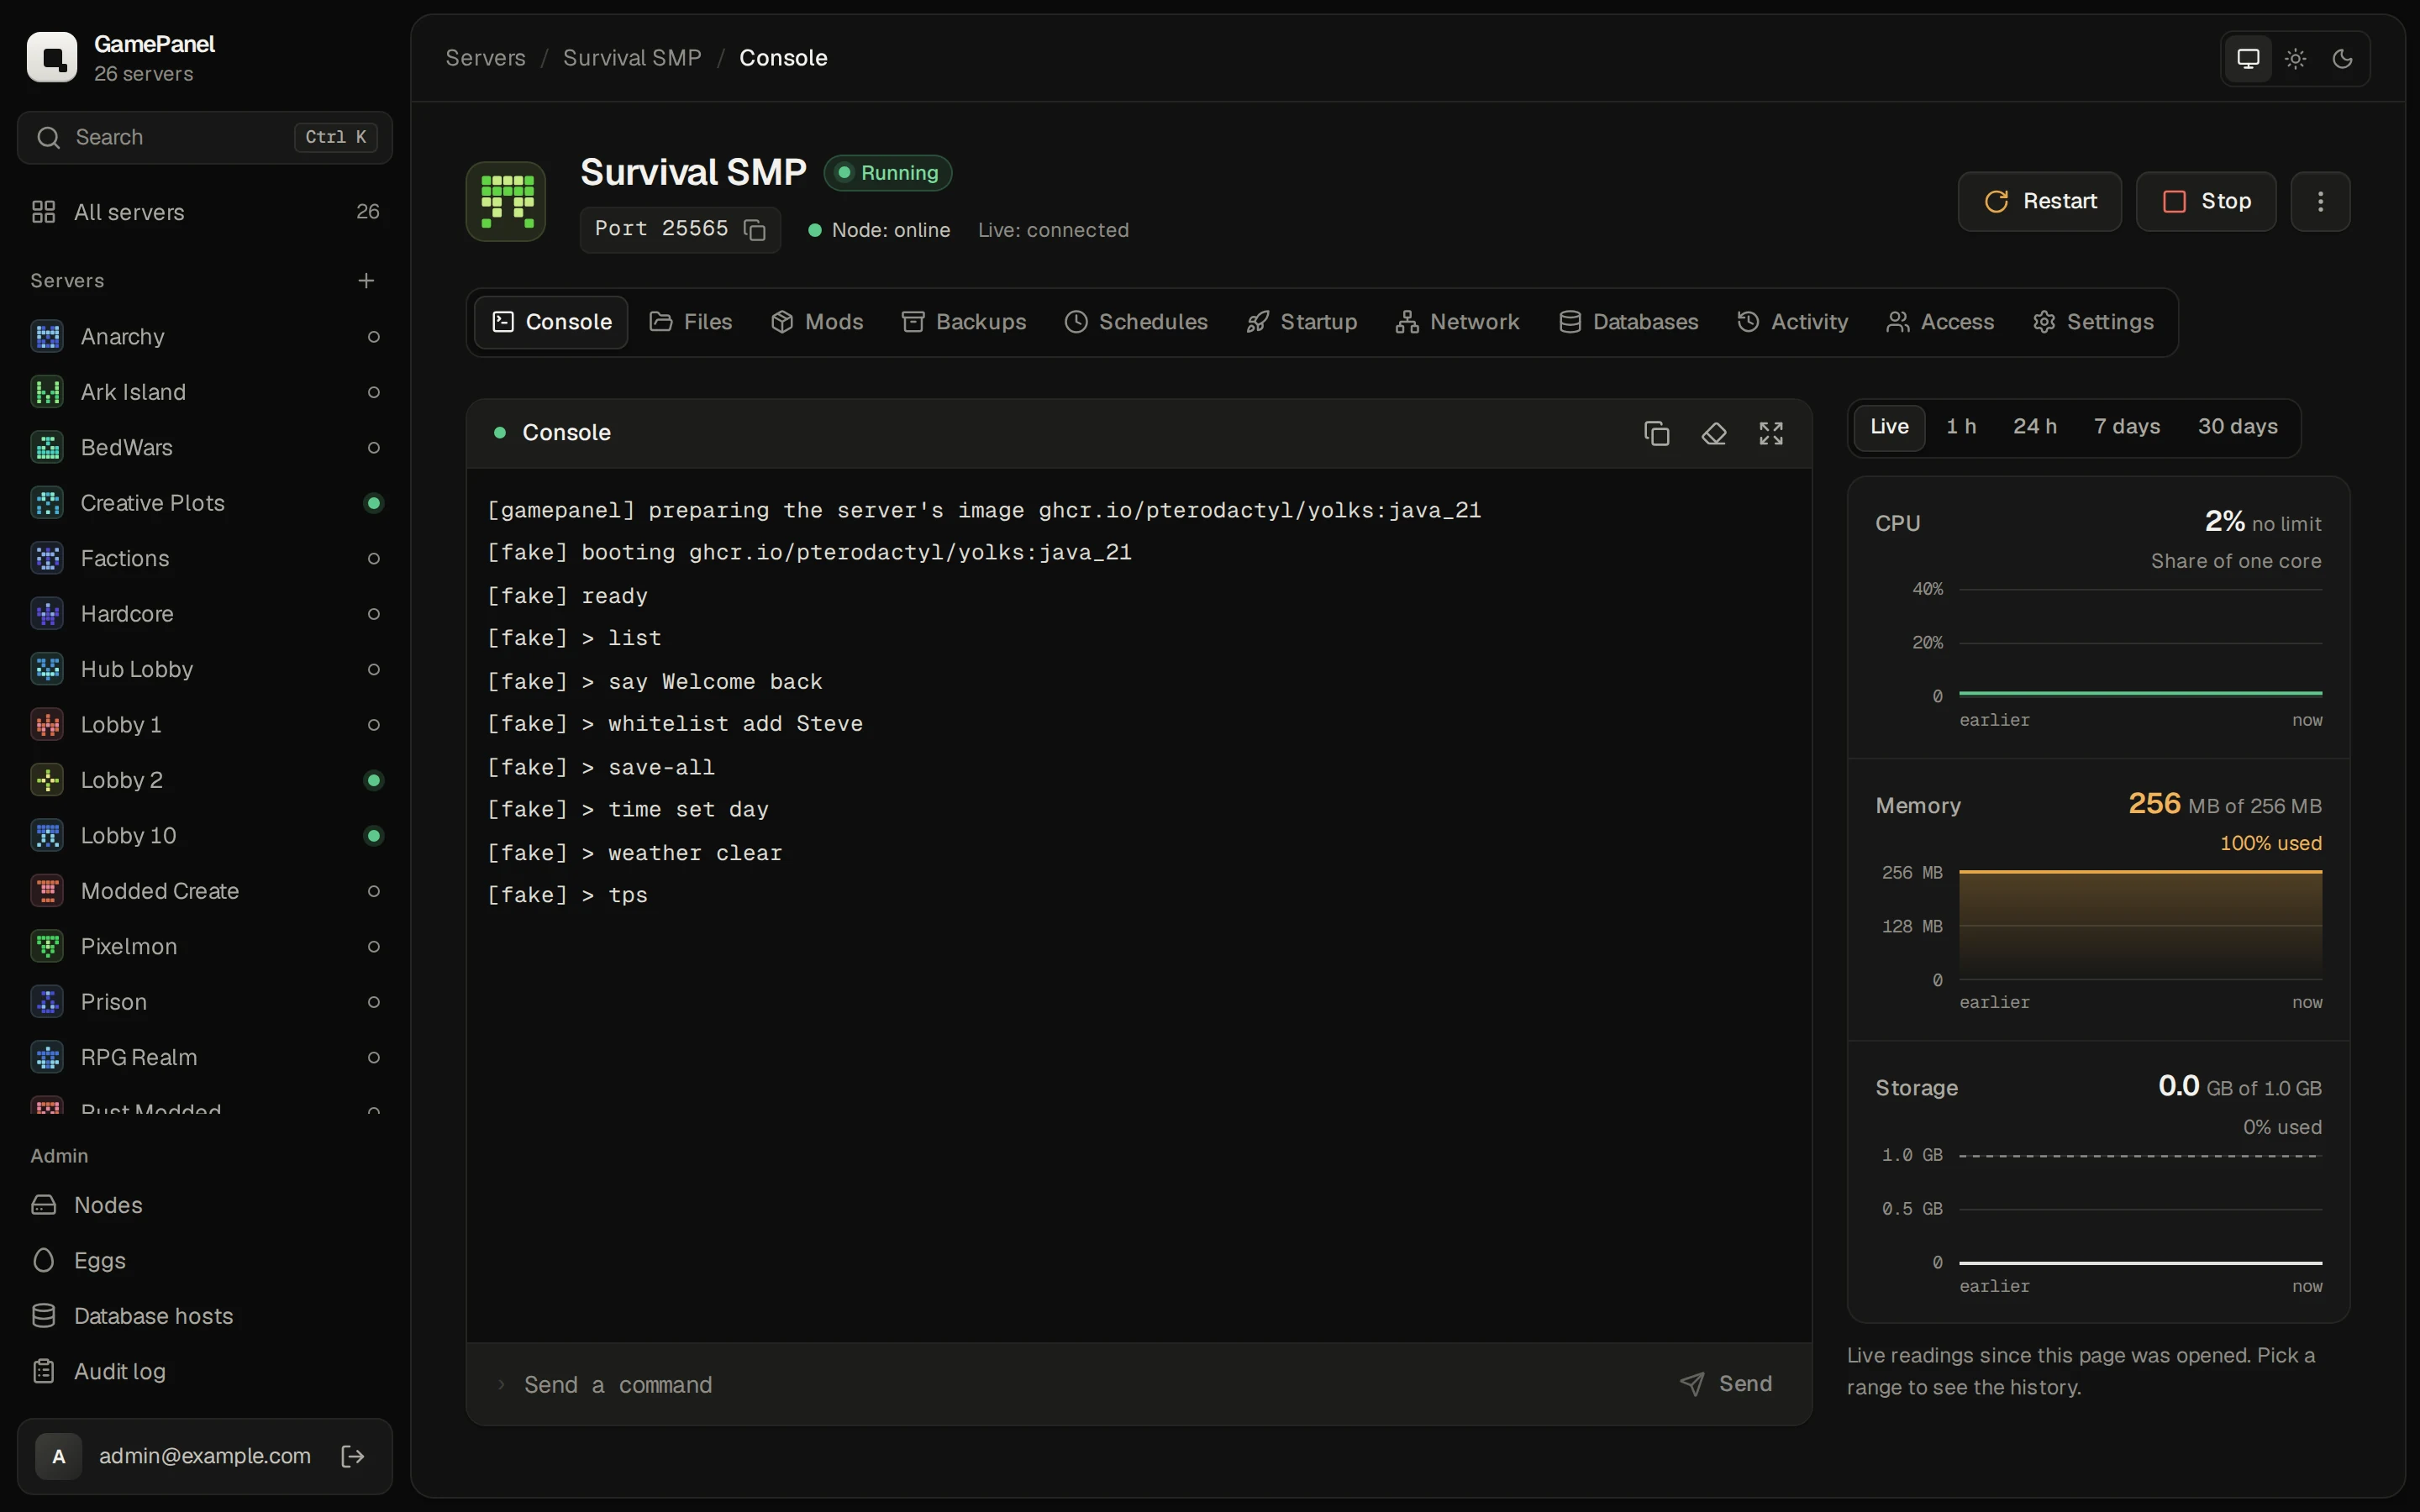 GamePanel
26 servers
Search
Ctrl K
All servers
26
Servers
Anarchy
Ark Island
BedWars
Creative Plots
Factions
Hardcore
Hub Lobby
Lobby 1
Lobby 2
Lobby 10
Modded Create
Pixelmon
Prison
RPG Realm
Rust Modded
Admin
Nodes
Eggs
Database hosts
Audit log
A
admin@example.com
Servers / Survival SMP / Console
Survival SMP
Running
Port 25565
Node: online
Live: connected
Restart
Stop
Console
Files
Mods
Backups
Schedules
Startup
Network
Databases
Activity
Access
Settings
Console
[gamepanel] preparing the server's image ghcr.io/pterodactyl/yolks:java_21
[fake] booting ghcr.io/pterodactyl/yolks:java_21
[fake] ready
[fake] > list
[fake] > say Welcome back
[fake] > whitelist add Steve
[fake] > save-all
[fake] > time set day
[fake] > weather clear
[fake] > tps
› Send a command
Send
Live
1 h
24 h
7 days
30 days
CPU
2% no limit
Share of one core
40%
20%
0
earlier
now
Memory
256 MB of 256 MB
100% used
256 MB
128 MB
0
earlier
now
Storage
0.0 GB of 1.0 GB
0% used
1.0 GB
0.5 GB
0
earlier
now
Live readings since this page was opened. Pick a
range to see the history.